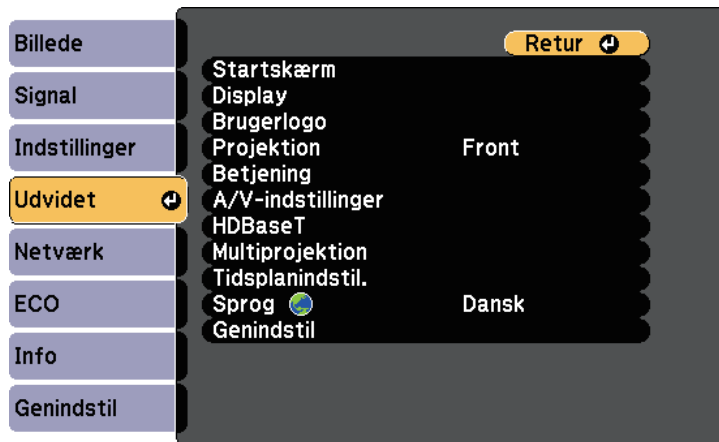 Billede
Signal
Indstillinger
Udvidet
Netværk
ECO
Info
Genindstil
Retur
Startskærm
Display
Brugerlogo
Projektion Front
Betjening
A/V-indstillinger
HDBaseT
Multiprojektion
Tidsplanindstil.
Sprog Dansk
Genindstil